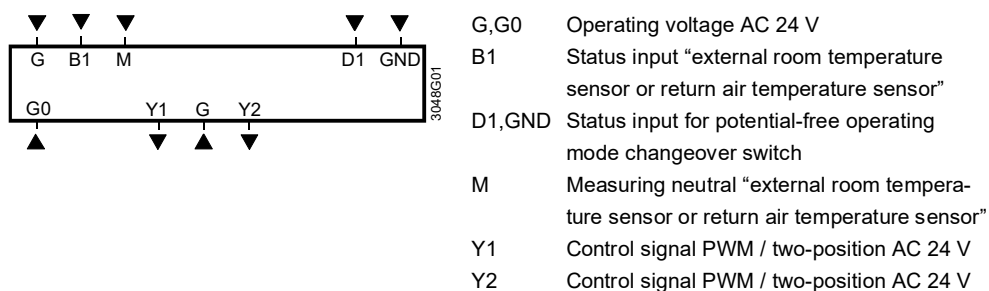 G B1 M D1 GND
G0 Y1 G Y2
3048G01
G,G0 Operating voltage AC 24 V
B1 Status input “external room temperature
sensor or return air temperature sensor”
D1,GND Status input for potential-free operating
mode changeover switch
M Measuring neutral “external room tempera-
ture sensor or return air temperature sensor”
Y1 Control signal PWM / two-position AC 24 V
Y2 Control signal PWM / two-position AC 24 V